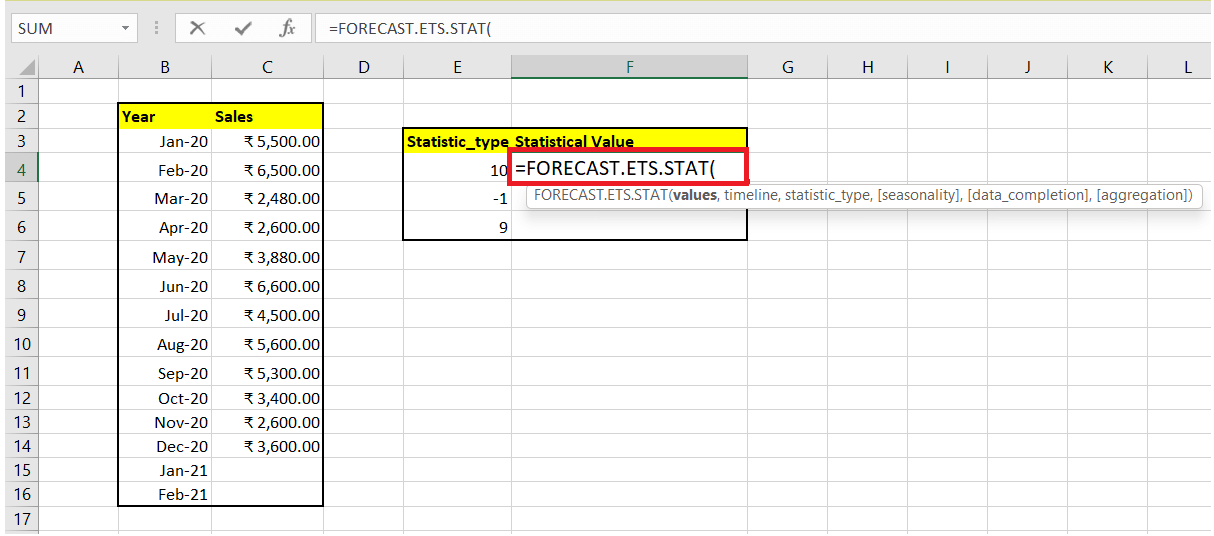 SUM =FORECAST.ETS.STAT(
A B C D E F G H I J K L
1
2 Year Sales
3 Jan-20 ₹ 5,500.00 Statistic_type Statistical Value
4 Feb-20 ₹ 6,500.00 10 =FORECAST.ETS.STAT(
FORECAST.ETS.STAT(values, timeline, statistic_type, [seasonality], [data_completion], [aggregation])
5 Mar-20 ₹ 2,480.00 -1
6 Apr-20 ₹ 2,600.00 9
7 May-20 ₹ 3,880.00
8 Jun-20 ₹ 6,600.00
9 Jul-20 ₹ 4,500.00
10 Aug-20 ₹ 5,600.00
11 Sep-20 ₹ 5,300.00
12 Oct-20 ₹ 3,400.00
13 Nov-20 ₹ 2,600.00
14 Dec-20 ₹ 3,600.00
15 Jan-21
16 Feb-21
17